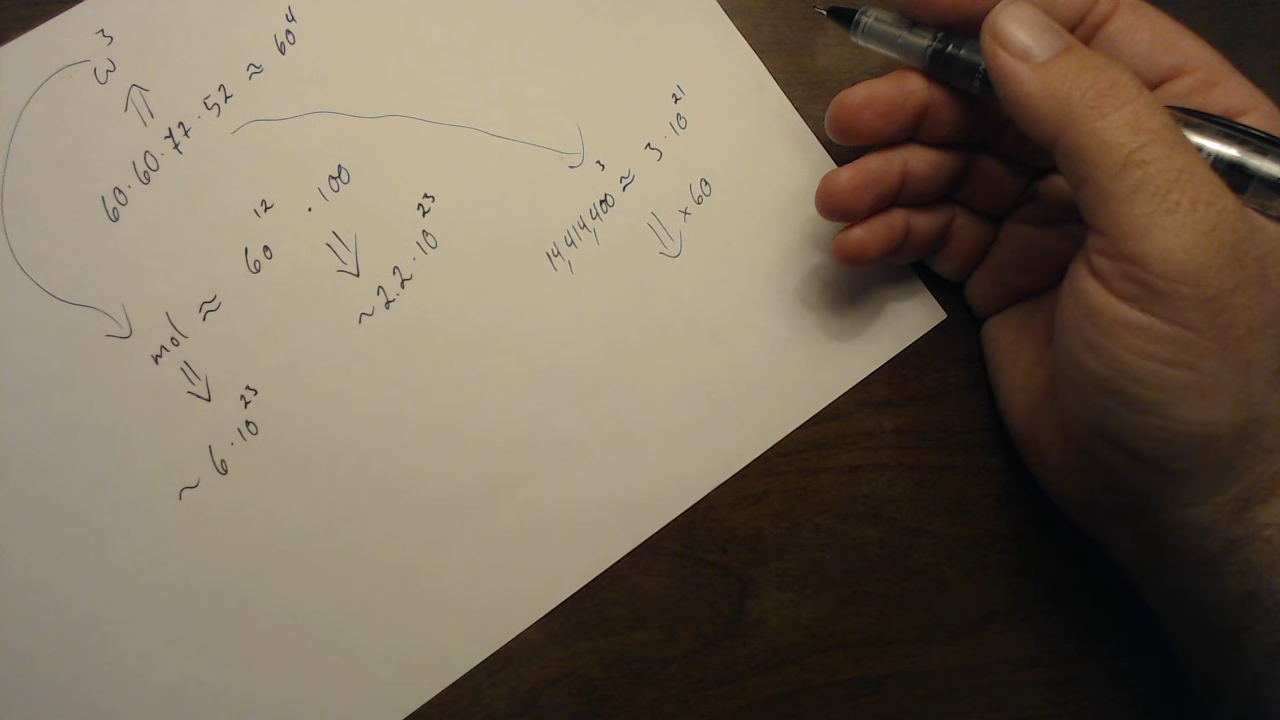 ω³
⇑
60·60·77·52 ≈ 60⁴
14,414,400³ ≈ 3·10²¹
⇓ ×60
mol ≈ 60¹² · 100
⇓
~ 2.2·10²³
⇓
~ 6·10²³